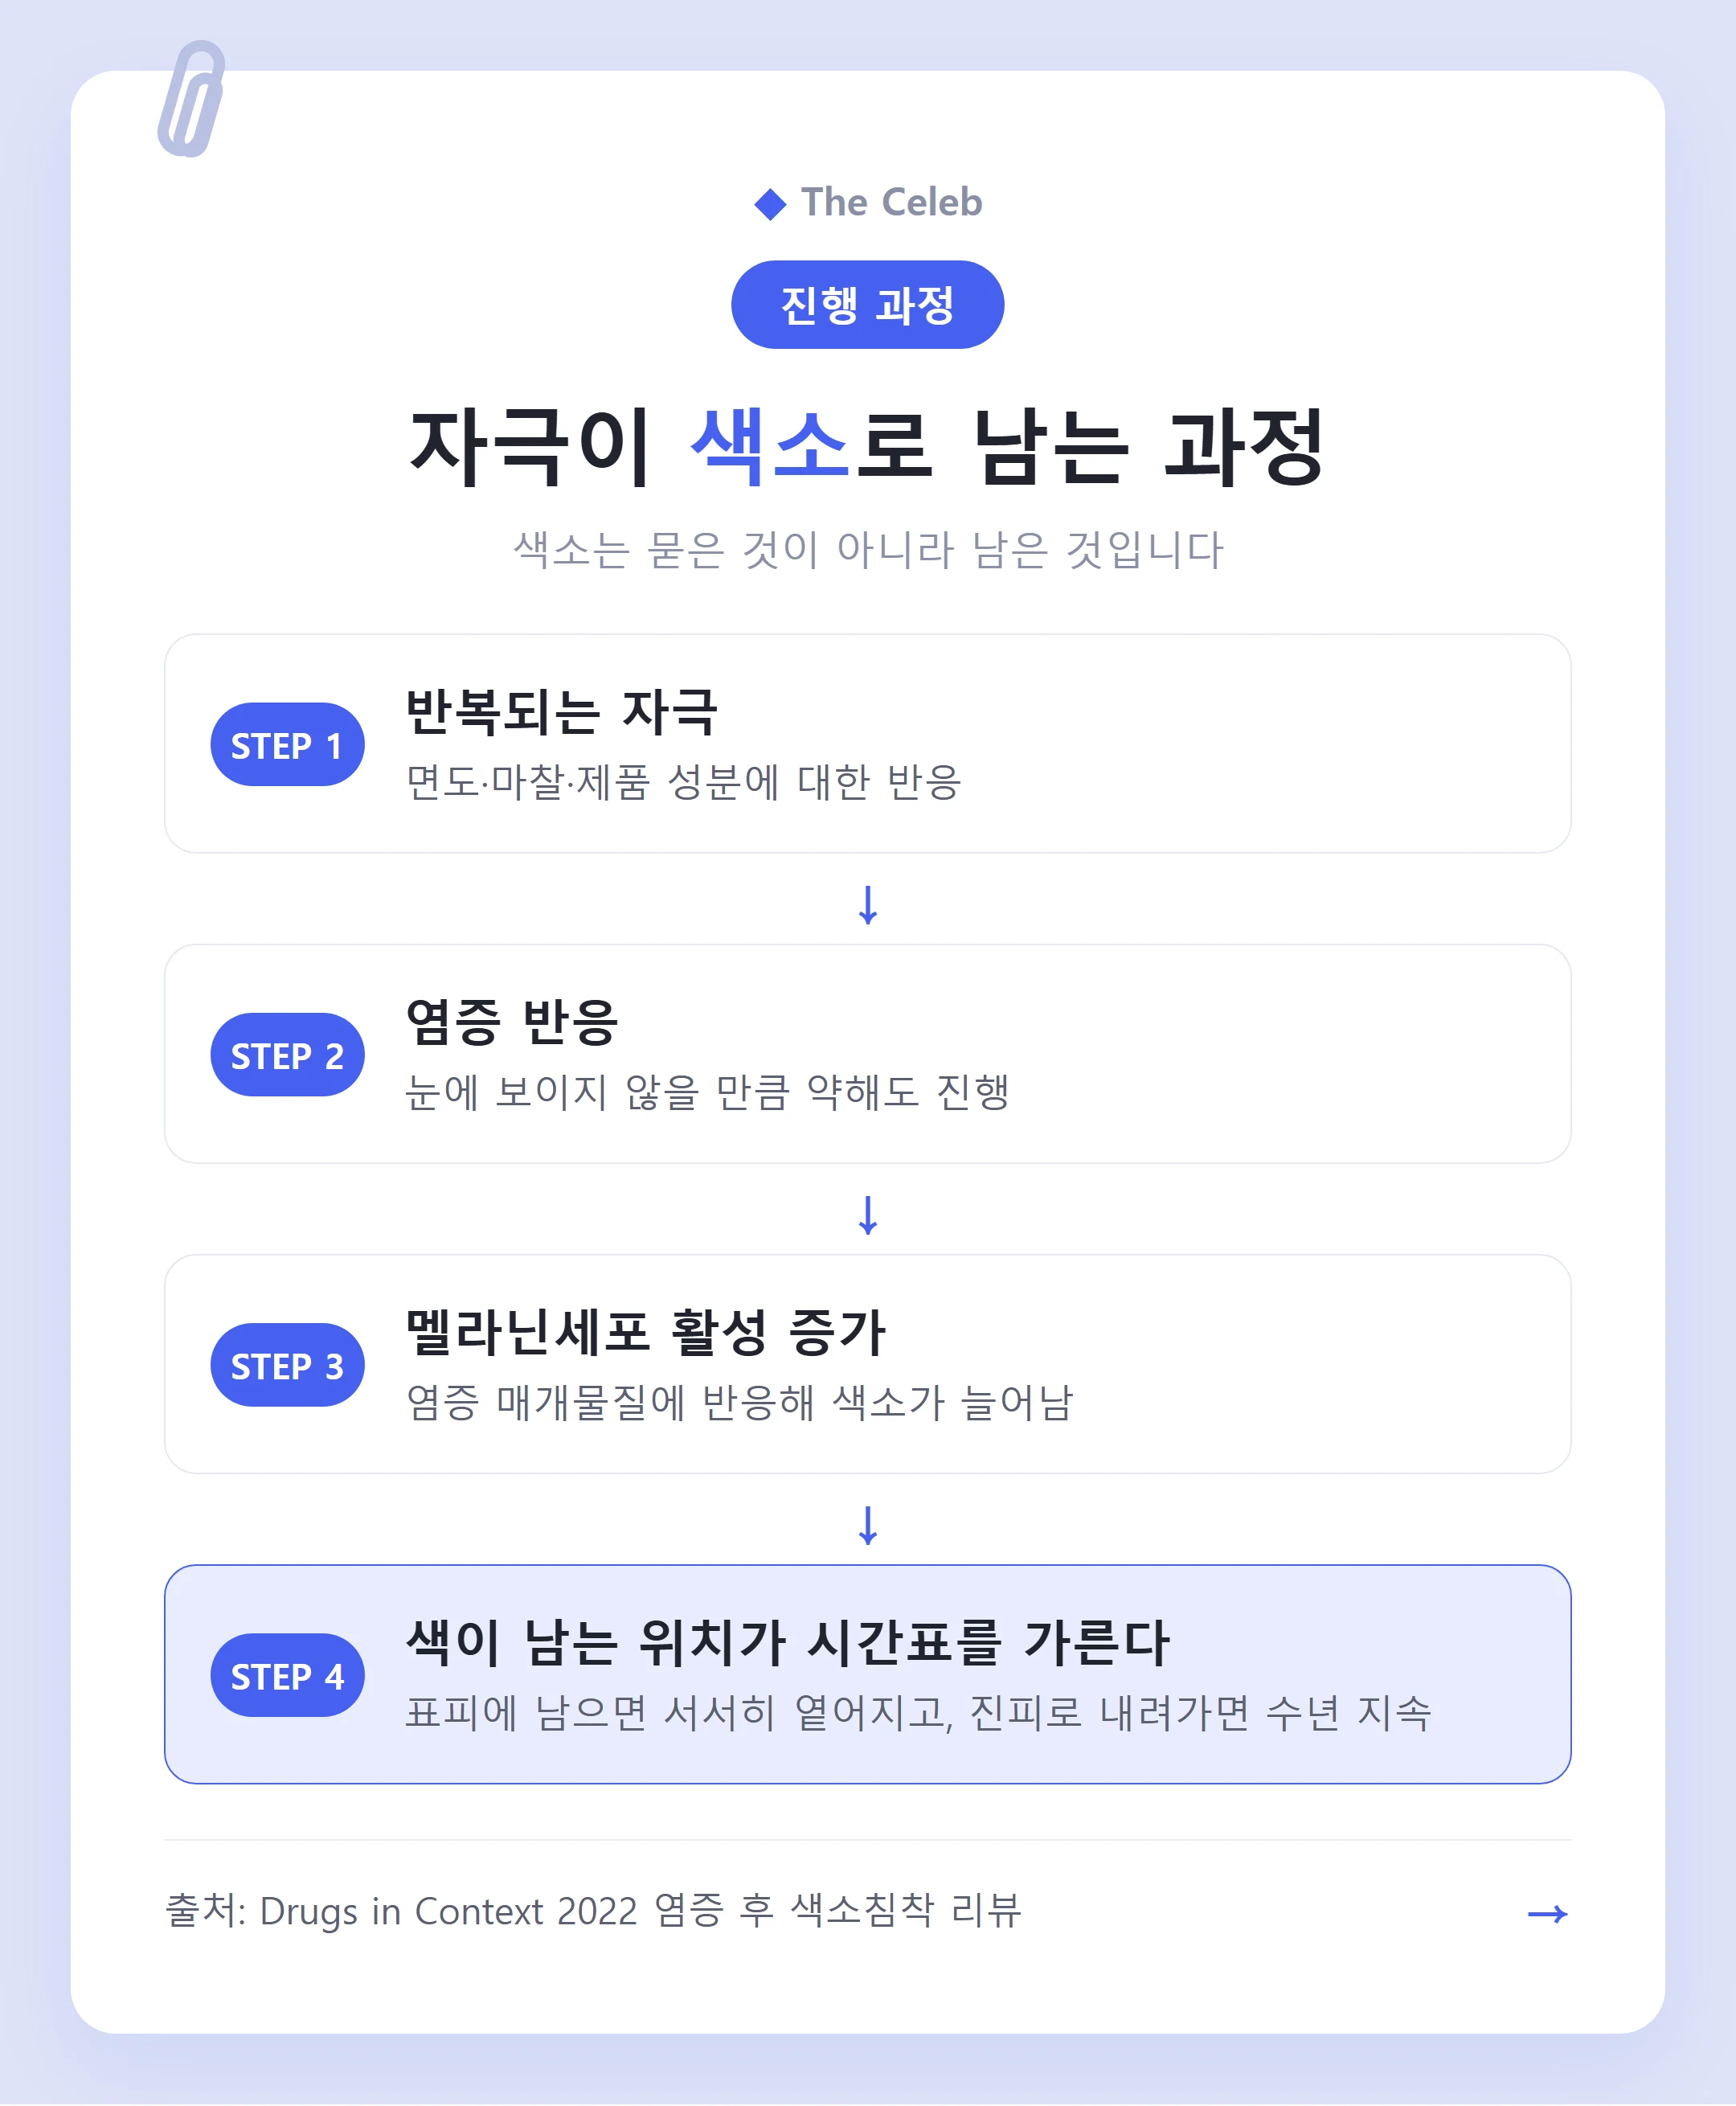 ◆ The Celeb
진행 과정
자극이 색소로 남는 과정
색소는 묻은 것이 아니라 남은 것입니다
STEP 1
반복되는 자극
면도·마찰·제품 성분에 대한 반응
↓
STEP 2
염증 반응
눈에 보이지 않을 만큼 약해도 진행
↓
STEP 3
멜라닌세포 활성 증가
염증 매개물질에 반응해 색소가 늘어남
↓
STEP 4
색이 남는 위치가 시간표를 가른다
표피에 남으면 서서히 옅어지고, 진피로 내려가면 수년 지속
출처: Drugs in Context 2022 염증 후 색소침착 리뷰 →